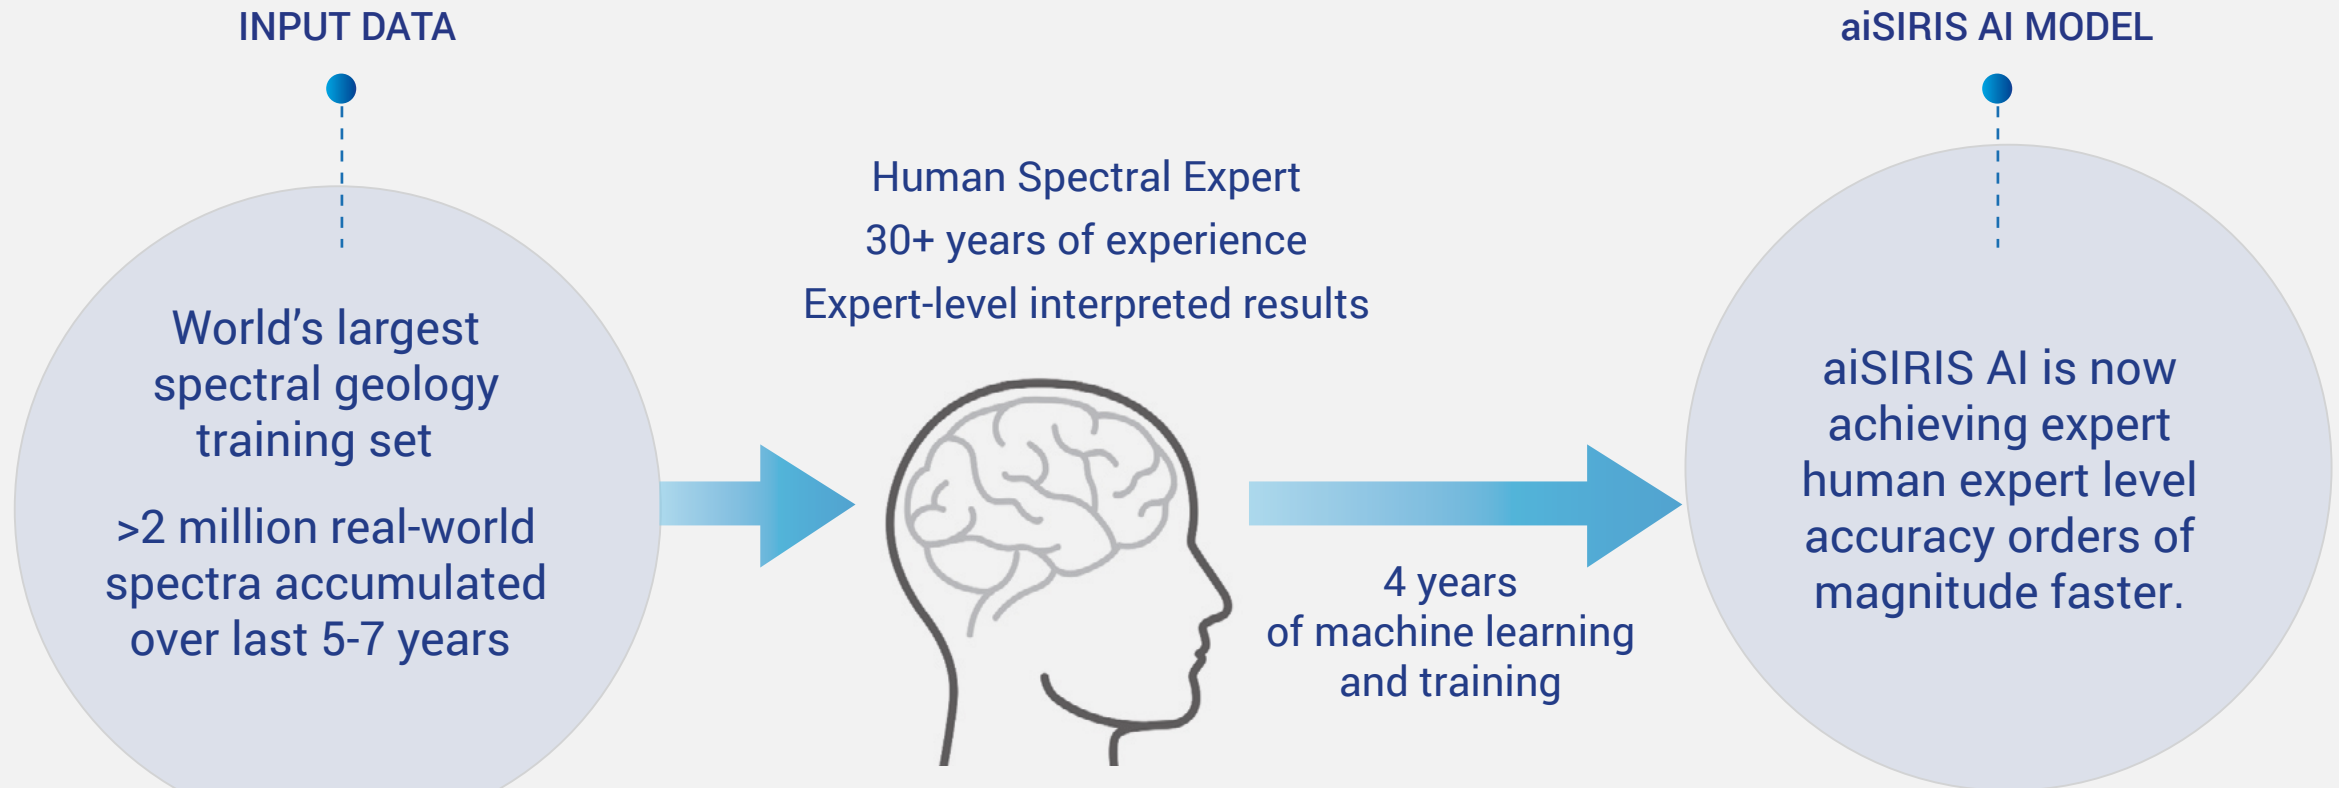 INPUT DATA
World's largest
spectral geology
training set
>2 million real-world
spectra accumulated
over last 5-7 years
Human Spectral Expert
30+ years of experience
Expert-level interpreted results
4 years
of machine learning
and training
aiSIRIS AI MODEL
aiSIRIS AI is now
achieving expert
human expert level
accuracy orders of
magnitude faster.